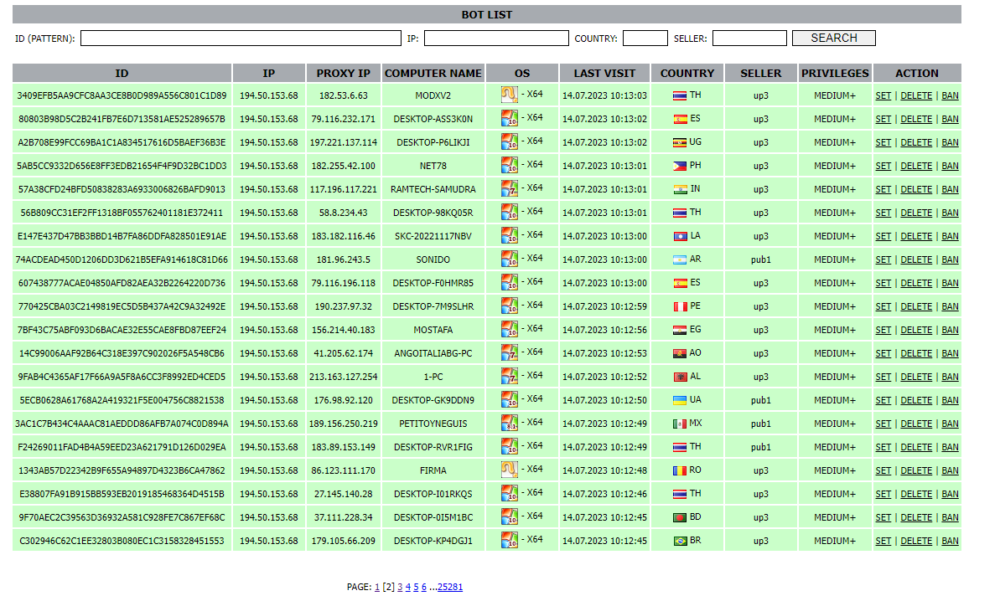 BOT LIST
ID (PATTERN): IP: COUNTRY: SELLER: SEARCH
ID IP PROXY IP COMPUTER NAME OS LAST VISIT COUNTRY SELLER PRIVILEGES ACTION
3409EFB5AA9CFC8AA3CE8B0D989A556C801C1D89 194.50.153.68 182.53.6.63 MODXV2 - X64 14.07.2023 10:13:03 TH up3 MEDIUM+ SET | DELETE | BAN
80803B98D5C2B241FB7E6D713581AE525289657B 194.50.153.68 79.116.232.171 DESKTOP-ASS3K0N 10 - X64 14.07.2023 10:13:02 ES up3 MEDIUM+ SET | DELETE | BAN
A2B708E99FCC69BA1C1A834517616D5BAEF36B3E 194.50.153.68 197.221.137.114 DESKTOP-P6LIKJI 10 - X64 14.07.2023 10:13:02 UG up3 MEDIUM+ SET | DELETE | BAN
5AB5CC9332D656E8FF3EDB21654F4F9D32BC1DD3 194.50.153.68 182.255.42.100 NET78 10 - X64 14.07.2023 10:13:01 PH up3 MEDIUM+ SET | DELETE | BAN
57A38CFD24BFD50838283A6933006826BAFD9013 194.50.153.68 117.196.117.221 RAMTECH-SAMUDRA 7 - X64 14.07.2023 10:13:01 IN up3 MEDIUM+ SET | DELETE | BAN
56B809CC31EF2FF1318BF055762401181E372411 194.50.153.68 58.8.234.43 DESKTOP-98KQ05R 10 - X64 14.07.2023 10:13:01 TH up3 MEDIUM+ SET | DELETE | BAN
E147E437D47BB3BBD14B7FA86DDFA828501E91AE 194.50.153.68 183.182.116.46 SKC-20221117NBV 10 - X64 14.07.2023 10:13:00 LA up3 MEDIUM+ SET | DELETE | BAN
74ACDEAD450D1206DD3D621B5EFA914618C81D66 194.50.153.68 181.96.243.5 SONIDO 10 - X64 14.07.2023 10:13:00 AR pub1 MEDIUM+ SET | DELETE | BAN
607438777ACAE04850AFD82AEA32B2264220D736 194.50.153.68 79.116.196.118 DESKTOP-F0HMR85 10 - X64 14.07.2023 10:13:00 ES up3 MEDIUM+ SET | DELETE | BAN
770425CBA03C2149819EC5D5B437A42C9A32492E 194.50.153.68 190.237.97.32 DESKTOP-7M9SLHR 10 - X64 14.07.2023 10:12:59 PE up3 MEDIUM+ SET | DELETE | BAN
7BF43C75ABF093D6BACAE32E55CAE8FBD87EEF24 194.50.153.68 156.214.40.183 MOSTAFA 10 - X64 14.07.2023 10:12:56 EG up3 MEDIUM+ SET | DELETE | BAN
14C99006AAF92B64C318E397C902026F5A548CB6 194.50.153.68 41.205.62.174 ANGOITALIABG-PC 7 - X64 14.07.2023 10:12:53 AO up3 MEDIUM+ SET | DELETE | BAN
9FAB4C4365AF17F66A9A5F8A6CC3F8992ED4CED5 194.50.153.68 213.163.127.254 1-PC 7 - X64 14.07.2023 10:12:52 AL up3 MEDIUM+ SET | DELETE | BAN
5ECB0628A61768A2A419321F5E004756C8821538 194.50.153.68 176.98.92.120 DESKTOP-GK9DDN9 10 - X64 14.07.2023 10:12:50 UA pub1 MEDIUM+ SET | DELETE | BAN
3AC1C7B434C4AAAC81AEDDD86AFB7A074C0D894A 194.50.153.68 189.156.250.219 PETITOYNEGUIS 8.1 - X64 14.07.2023 10:12:49 MX pub1 MEDIUM+ SET | DELETE | BAN
F24269011FAD4B4A59EED23A621791D126D029EA 194.50.153.68 183.89.153.149 DESKTOP-RVR1FIG 10 - X64 14.07.2023 10:12:49 TH pub1 MEDIUM+ SET | DELETE | BAN
1343AB57D22342B9F655A94897D4323B6CA47862 194.50.153.68 86.123.111.170 FIRMA - X64 14.07.2023 10:12:48 RO up3 MEDIUM+ SET | DELETE | BAN
E38807FA91B915BB593EB2019185468364D4515B 194.50.153.68 27.145.140.28 DESKTOP-I01RKQS 10 - X64 14.07.2023 10:12:46 TH up3 MEDIUM+ SET | DELETE | BAN
9F70AEC2C39563D36932A581C928FE7C867EF68C 194.50.153.68 37.111.228.34 DESKTOP-0I5M1BC 10 - X64 14.07.2023 10:12:45 BD up3 MEDIUM+ SET | DELETE | BAN
C302946C62C1EE32803B080EC1C3158328451553 194.50.153.68 179.105.66.209 DESKTOP-KP4DGJ1 10 - X64 14.07.2023 10:12:45 BR up3 MEDIUM+ SET | DELETE | BAN
PAGE: 1 [2] 3 4 5 6 ...25281